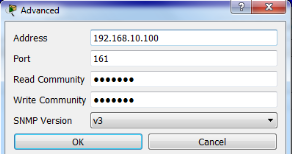 Advanced
Address 192.168.10.100
Port 161
Read Community ●●●●●●●
Write Community ●●●●●●●
SNMP Version v3
OK Cancel